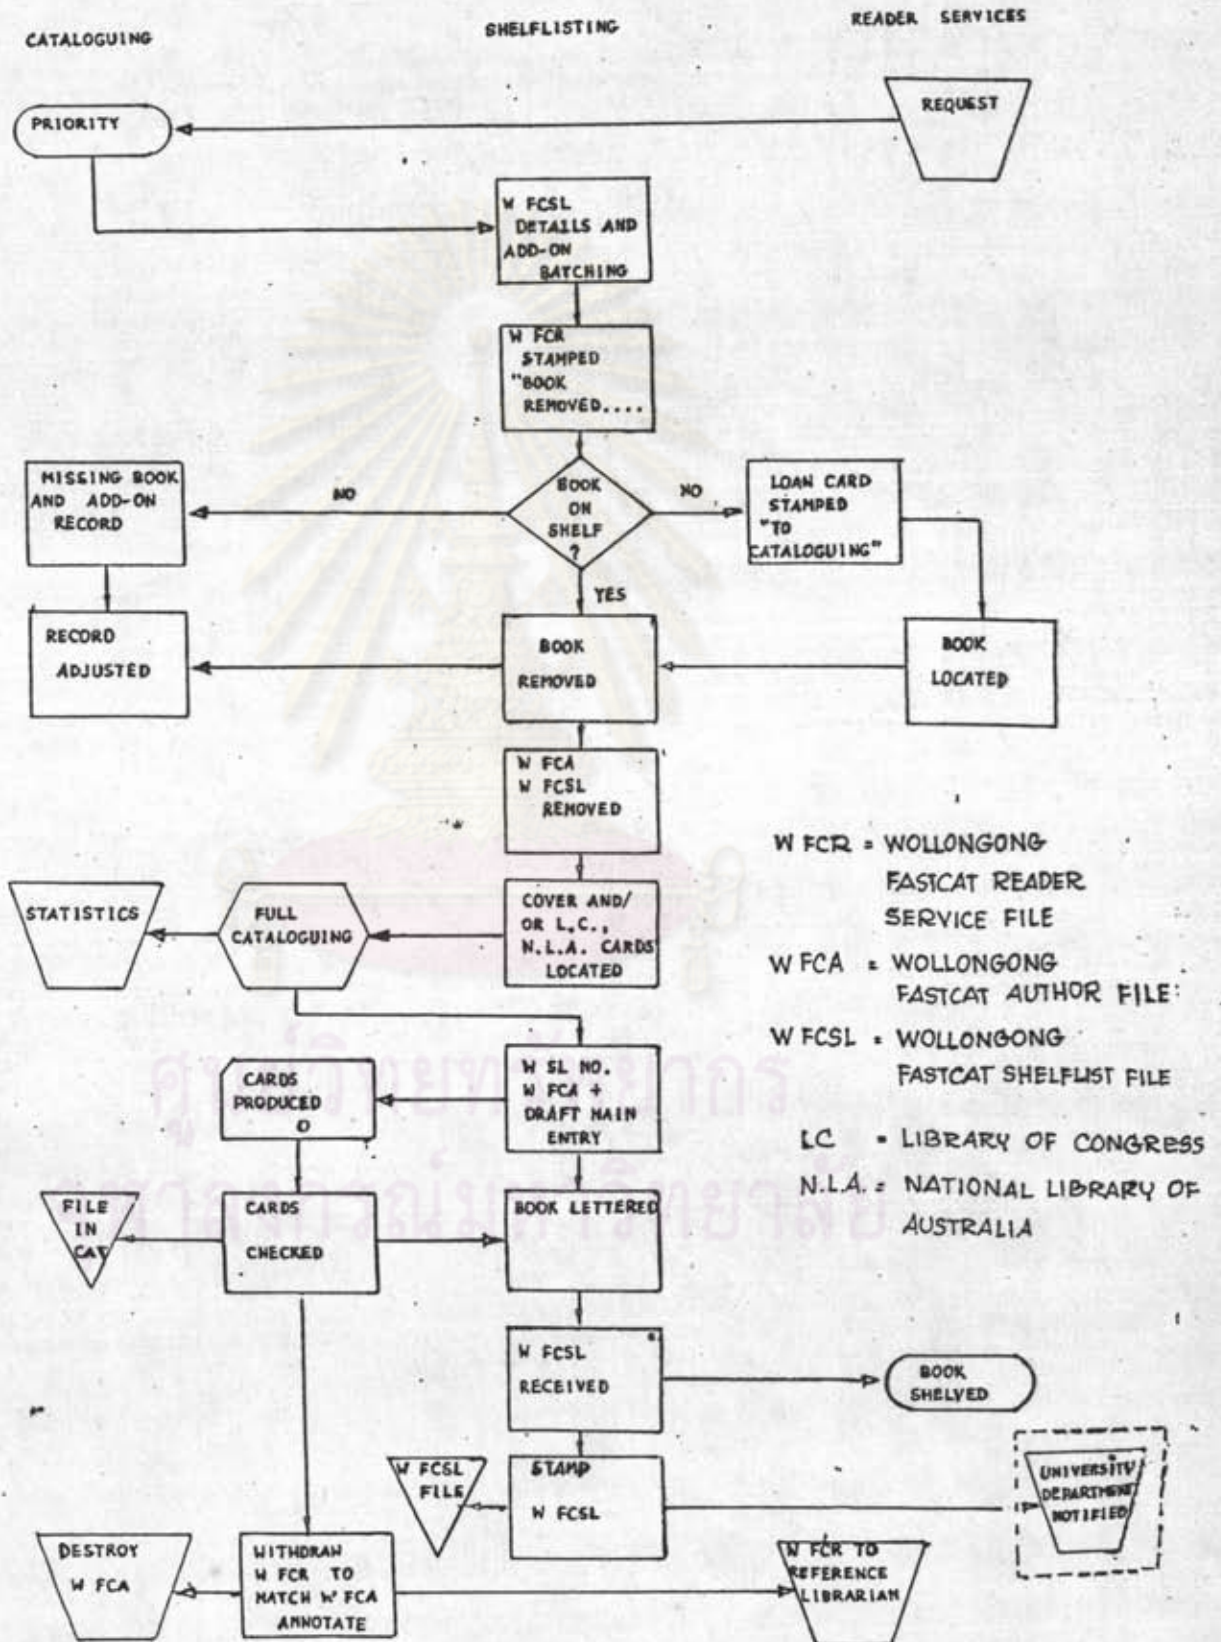 CATALOGUING
SHELFLISTING
READER SERVICES
PRIORITY
REQUEST
W FCSL
DETAILS AND
ADD-ON
BATCHING
W FCR
STAMPED
"BOOK
REMOVED....
MISSING BOOK
AND ADD-ON
RECORD
NO
BOOK
ON
SHELF
?
NO
LOAN CARD
STAMPED
"TO
CATALOGUING"
YES
RECORD
ADJUSTED
BOOK
REMOVED
BOOK
LOCATED
W FCA
W FCSL
REMOVED
STATISTICS
FULL
CATALOGUING
COVER AND/
OR L.C.,
N.L.A. CARDS
LOCATED
W FCR = WOLLONGONG
FASTCAT READER
SERVICE FILE
W FCA = WOLLONGONG
FASTCAT AUTHOR FILE:
W FCSL = WOLLONGONG
FASTCAT SHELFLIST FILE
LC = LIBRARY OF CONGRESS
N.L.A. = NATIONAL LIBRARY OF
AUSTRALIA
CARDS
PRODUCED
O
W SL NO.
W FCA +
DRAFT MAIN
ENTRY
FILE
IN
CAT
CARDS
CHECKED
BOOK LETTERED
W FCSL
RECEIVED
BOOK
SHELVED
W FCSL
FILE
STAMP
W FCSL
UNIVERSITY
DEPARTMENT
NOTIFIED
DESTROY
W FCA
WITHDRAW
W FCR TO
MATCH W FCA
ANNOTATE
W FCR TO
REFERENCE
LIBRARIAN